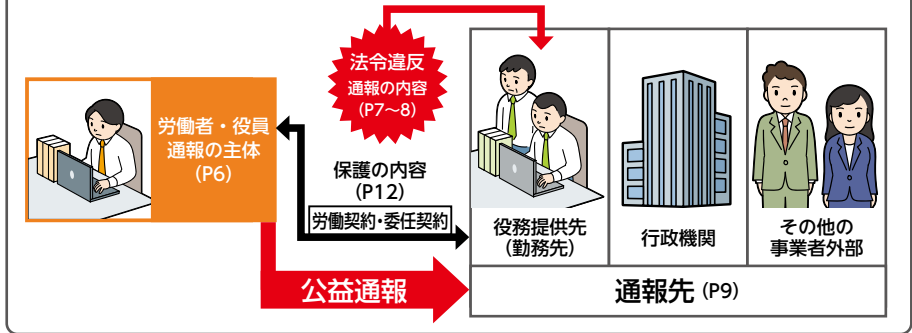 法令違反
通報の内容
(P7～8)
労働者・役員
通報の主体
(P6)
保護の内容
(P12)
労働契約・委任契約
役務提供先
(勤務先)
行政機関
その他の
事業者外部
公益通報
通報先 (P9)